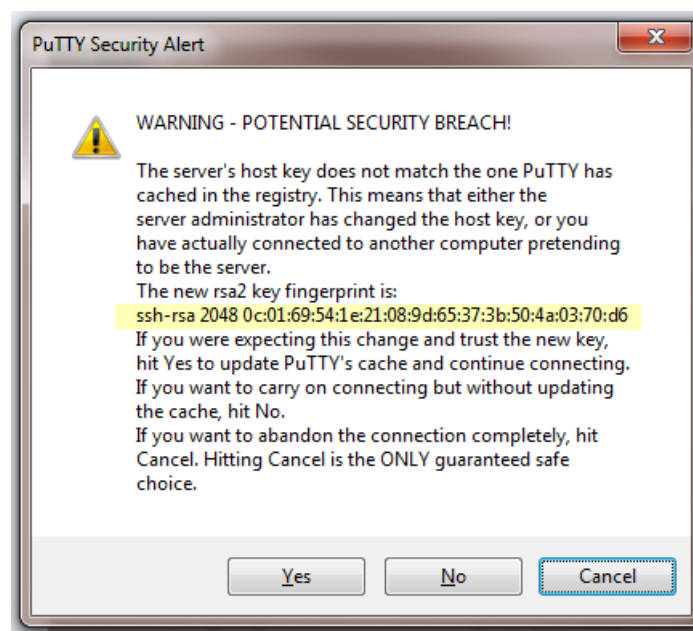 PuTTY Security Alert
WARNING - POTENTIAL SECURITY BREACH!
The server's host key does not match the one PuTTY has
cached in the registry. This means that either the
server administrator has changed the host key, or you
have actually connected to another computer pretending
to be the server.
The new rsa2 key fingerprint is:
ssh-rsa 2048 0c:01:69:54:1e:21:08:9d:65:37:3b:50:4a:03:70:d6
If you were expecting this change and trust the new key,
hit Yes to update PuTTY's cache and continue connecting.
If you want to carry on connecting but without updating
the cache, hit No.
If you want to abandon the connection completely, hit
Cancel. Hitting Cancel is the ONLY guaranteed safe
choice.
Yes No Cancel